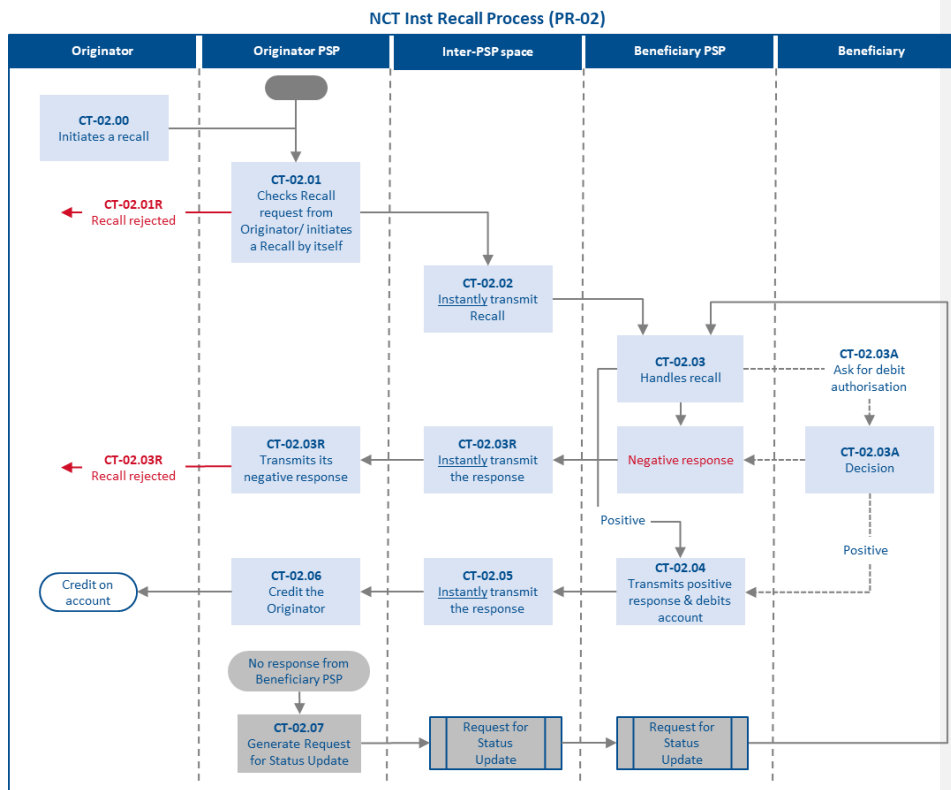 NCT Inst Recall Process (PR-02)
Originator
Originator PSP
Inter-PSP space
Beneficiary PSP
Beneficiary
CT-02.00
Initiates a recall
CT-02.01
Checks Recall
request from
Originator/ initiates
a Recall by itself
CT-02.01R
Recall rejected
CT-02.02
Instantly transmit
Recall
CT-02.03
Handles recall
CT-02.03A
Ask for debit
authorisation
CT-02.03R
Recall rejected
CT-02.03R
Transmits its
negative response
CT-02.03R
Instantly transmit
the response
Negative response
CT-02.03A
Decision
Positive
Positive
Credit on
account
CT-02.06
Credit the
Originator
CT-02.05
Instantly transmit
the response
CT-02.04
Transmits positive
response & debits
account
No response from
Beneficiary PSP
CT-02.07
Generate Request
for Status Update
Request for
Status
Update
Request for
Status
Update